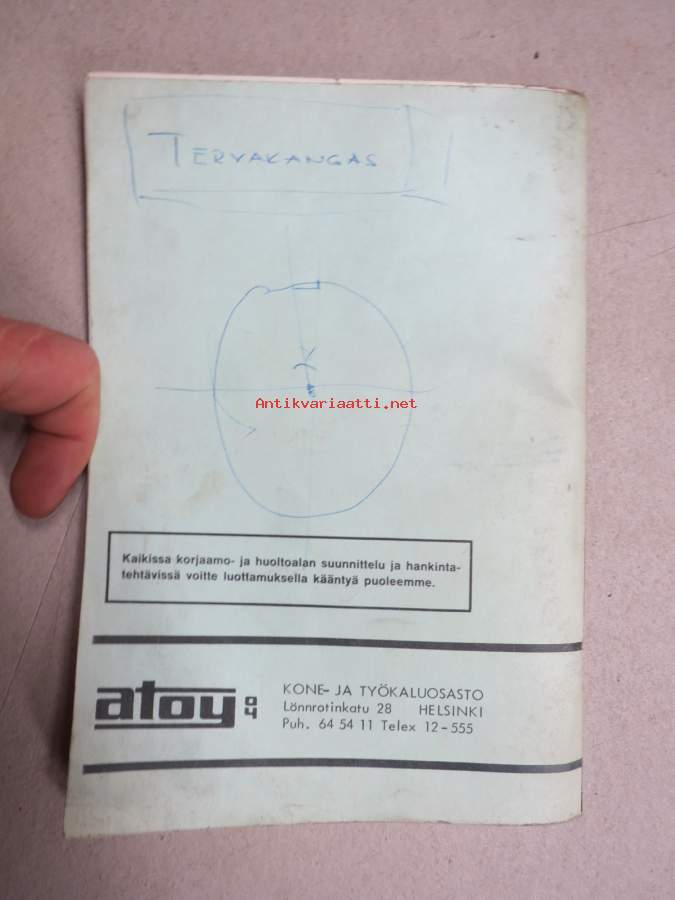 TERVAKANGAS
Antikvariaatti.net
Kaikissa korjaamo- ja huoltoalan suunnittelu ja hankinta-
tehtävissä voitte luottamuksella kääntyä puoleemme.
atoy oy
KONE- JA TYÖKALUOSASTO
Lönnrotinkatu 28 HELSINKI
Puh. 64 54 11 Telex 12-555